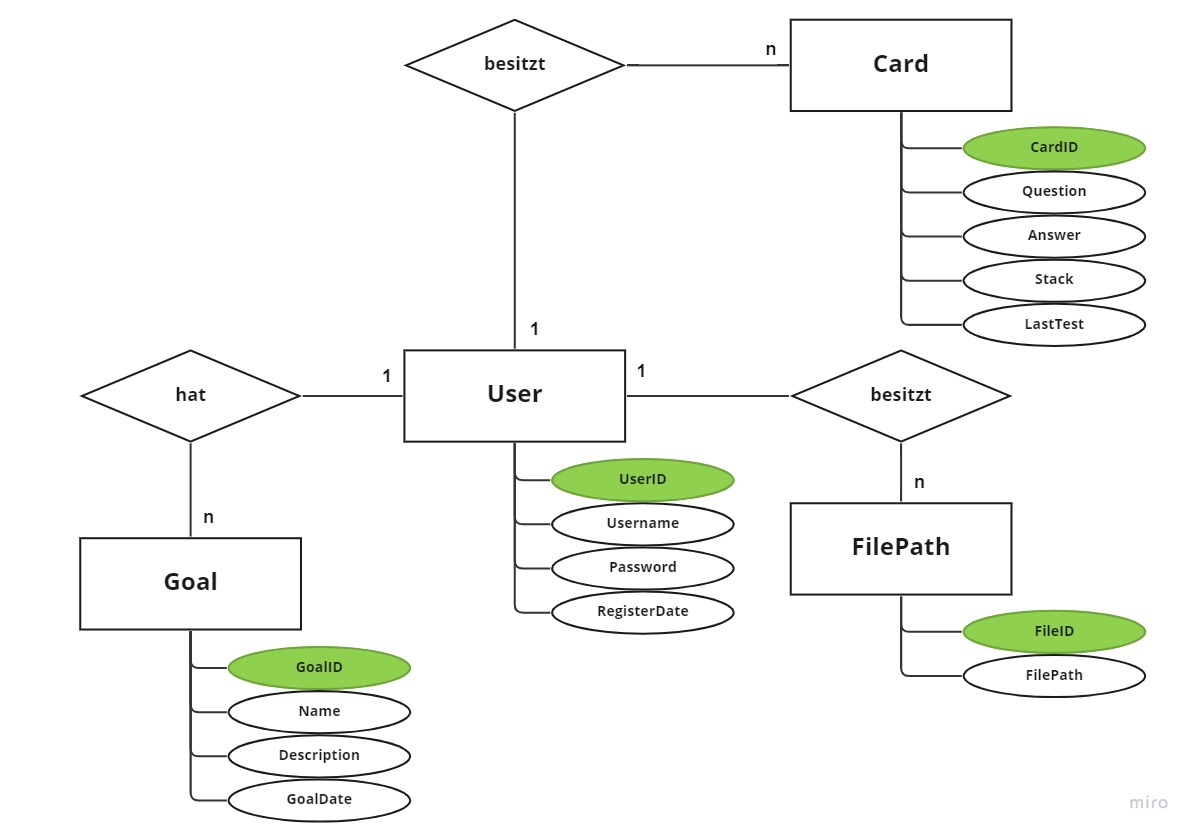 besitzt
n
Card
CardID
Question
Answer
Stack
LastTest
1
hat
1
User
1
besitzt
n
n
UserID
Username
Password
RegisterDate
FilePath
FileID
FilePath
Goal
GoalID
Name
Description
GoalDate
miro